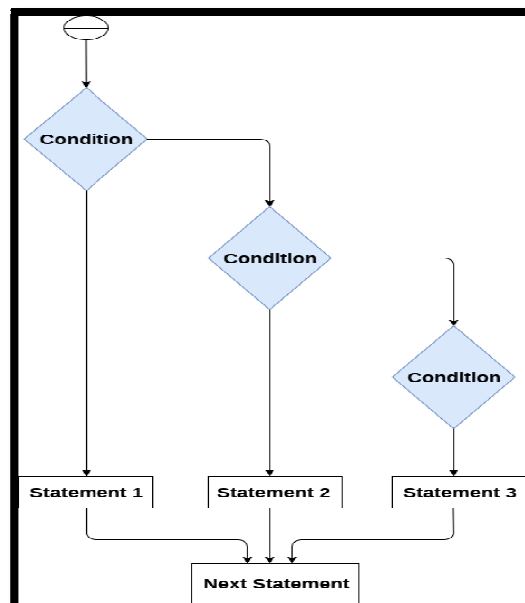 Condition
Condition
Condition
Statement 1
Statement 2
Statement 3
Next Statement